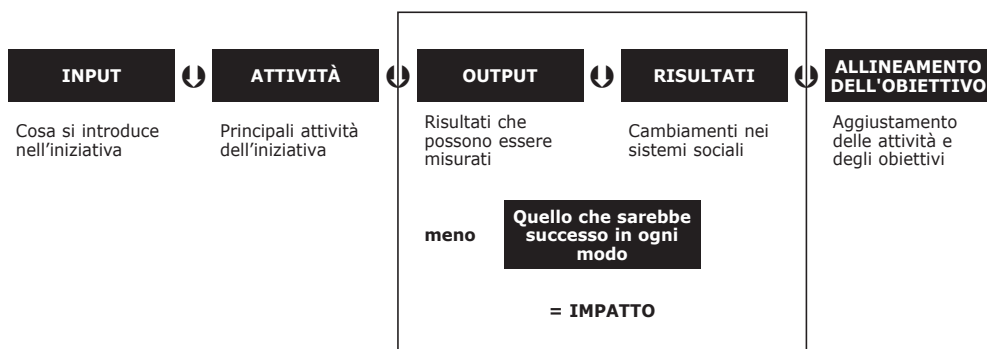 INPUT
ATTIVITÀ
OUTPUT
RISULTATI
ALLINEAMENTO
DELL'OBIETTIVO
Cosa si introduce
nell’iniziativa
Principali attività
dell’iniziativa
Risultati che
possono essere
misurati
Cambiamenti nei
sistemi sociali
Aggiustamento
delle attività e
degli obiettivi
meno
Quello che sarebbe
successo in ogni
modo
= IMPATTO